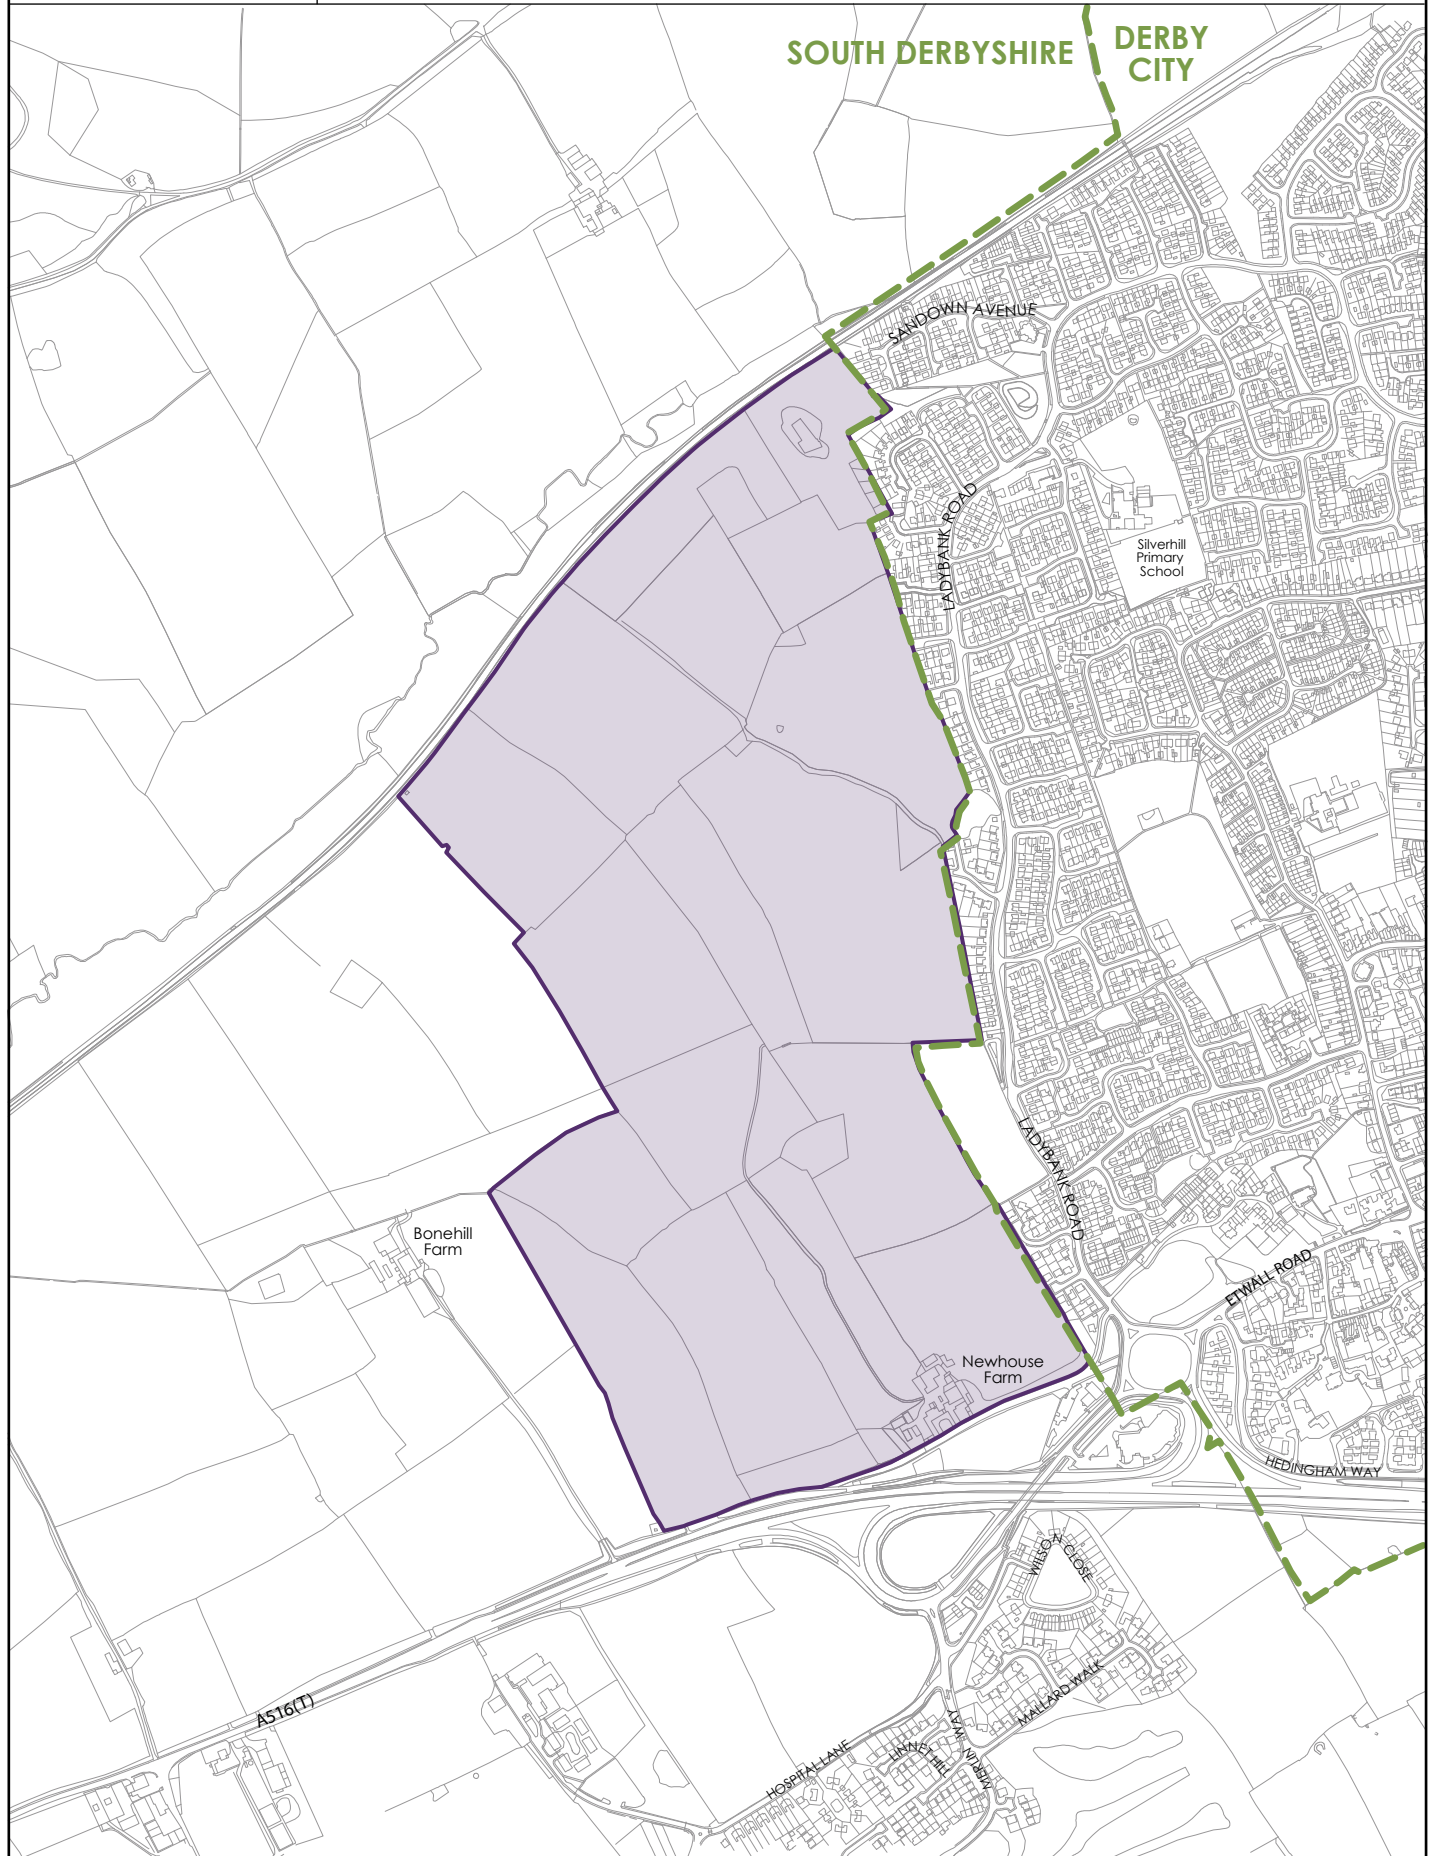 SOUTH DERBYSHIRE
DERBY
CITY
SANDOWN AVENUE
LADYBANK ROAD
Silverhill
Primary
School
LADYBANK ROAD
Bonehill
Farm
ETWALL ROAD
Newhouse
Farm
HEDINGHAM WAY
WILSON CLOSE
A516(T)
MALLARD WALK
HOSPITAL LANE
LINNET HILL
MERLIN WAY